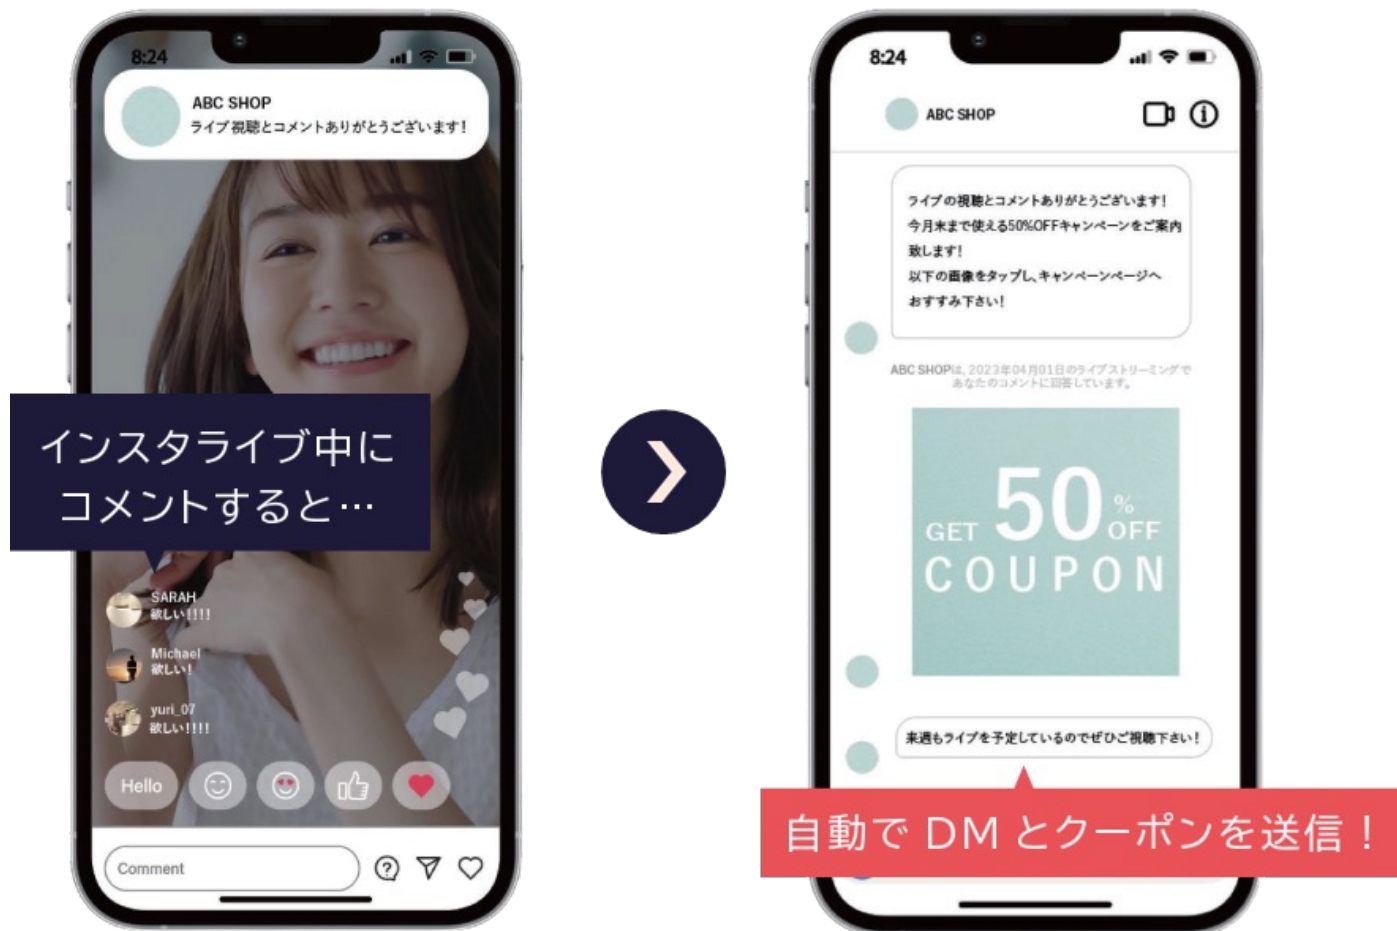 8:24
ABC SHOP
ライブ視聴とコメントありがとうございます！
インスタライブ中に
コメントすると…
SARAH
欲しい！！！！
Michael
欲しい！
yuri_07
欲しい！！！！
Hello
Comment
8:24
ABC SHOP
ライブの視聴とコメントありがとうございます！
今月末まで使える50%OFFキャンペーンをご案内
致します！
以下の画像をタップし、キャンペーンページへ
おすすみ下さい！
ABC SHOPは、2023年04月01日のライブストリーミングで
あなたのコメントに回答しています。
GET 50% OFF
COUPON
来週もライブを予定しているのでぜひご視聴下さい！
自動で DM とクーポンを送信！